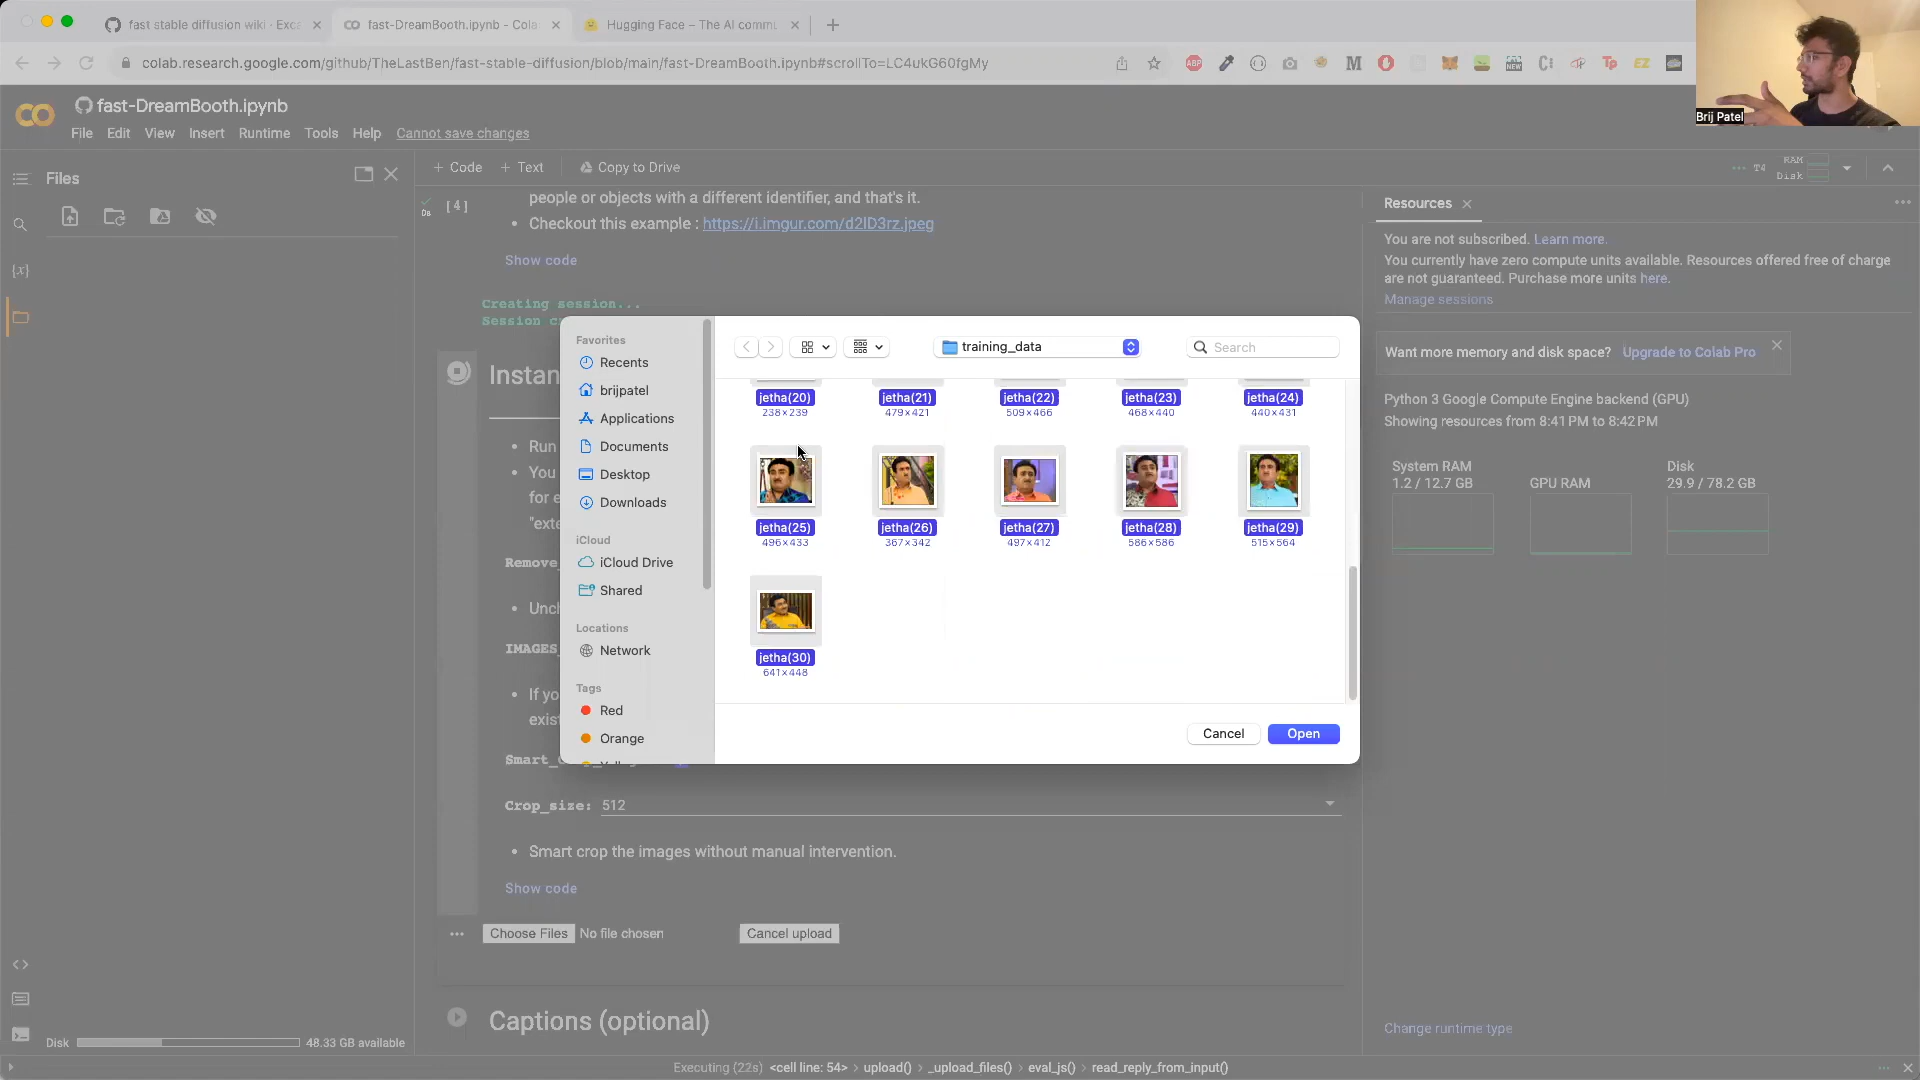 fast stable diffusion wiki · Exca
fast-DreamBooth.ipynb - Cola
Hugging Face – The AI commu
colab.research.google.com/github/TheLastBen/fast-stable-diffusion/blob/main/fast-DreamBooth.ipynb#scrollTo=LC4ukG60fgMy
Brij Patel
fast-DreamBooth.ipynb
File Edit View Insert Runtime Tools Help Cannot save changes
Files
+ Code + Text Copy to Drive
T4 RAM
Disk
[4]
people or objects with a different identifier, and that's it.
Checkout this example : https://i.imgur.com/d2lD3rz.jpeg
Show code
Creating session...
Session c
Instan
Run
You
for e
"exte
Remove_
Uncl
IMAGES_
If yo
exist
Smart_C
Crop_size: 512
Smart crop the images without manual intervention.
Show code
Choose Files No file chosen Cancel upload
Captions (optional)
Favorites
Recents
brijpatel
Applications
Documents
Desktop
Downloads
iCloud
iCloud Drive
Shared
Locations
Network
Tags
Red
Orange
training_data
Search
jetha(20) jetha(21) jetha(22) jetha(23) jetha(24)
238×239 479×421 509×466 468×440 440×431
jetha(25) jetha(26) jetha(27) jetha(28) jetha(29)
496×433 367×342 497×412 586×586 515×564
jetha(30)
641×448
Cancel Open
Resources
You are not subscribed. Learn more.
You currently have zero compute units available. Resources offered free of charge
are not guaranteed. Purchase more units here.
Manage sessions
Want more memory and disk space? Upgrade to Colab Pro
Python 3 Google Compute Engine backend (GPU)
Showing resources from 8:41 PM to 8:42 PM
System RAM
1.2 / 12.7 GB
GPU RAM
Disk
29.9 / 78.2 GB
Change runtime type
Disk 48.33 GB available
Executing (22s) <cell line: 54> > upload() > _upload_files() > eval_js() > read_reply_from_input()